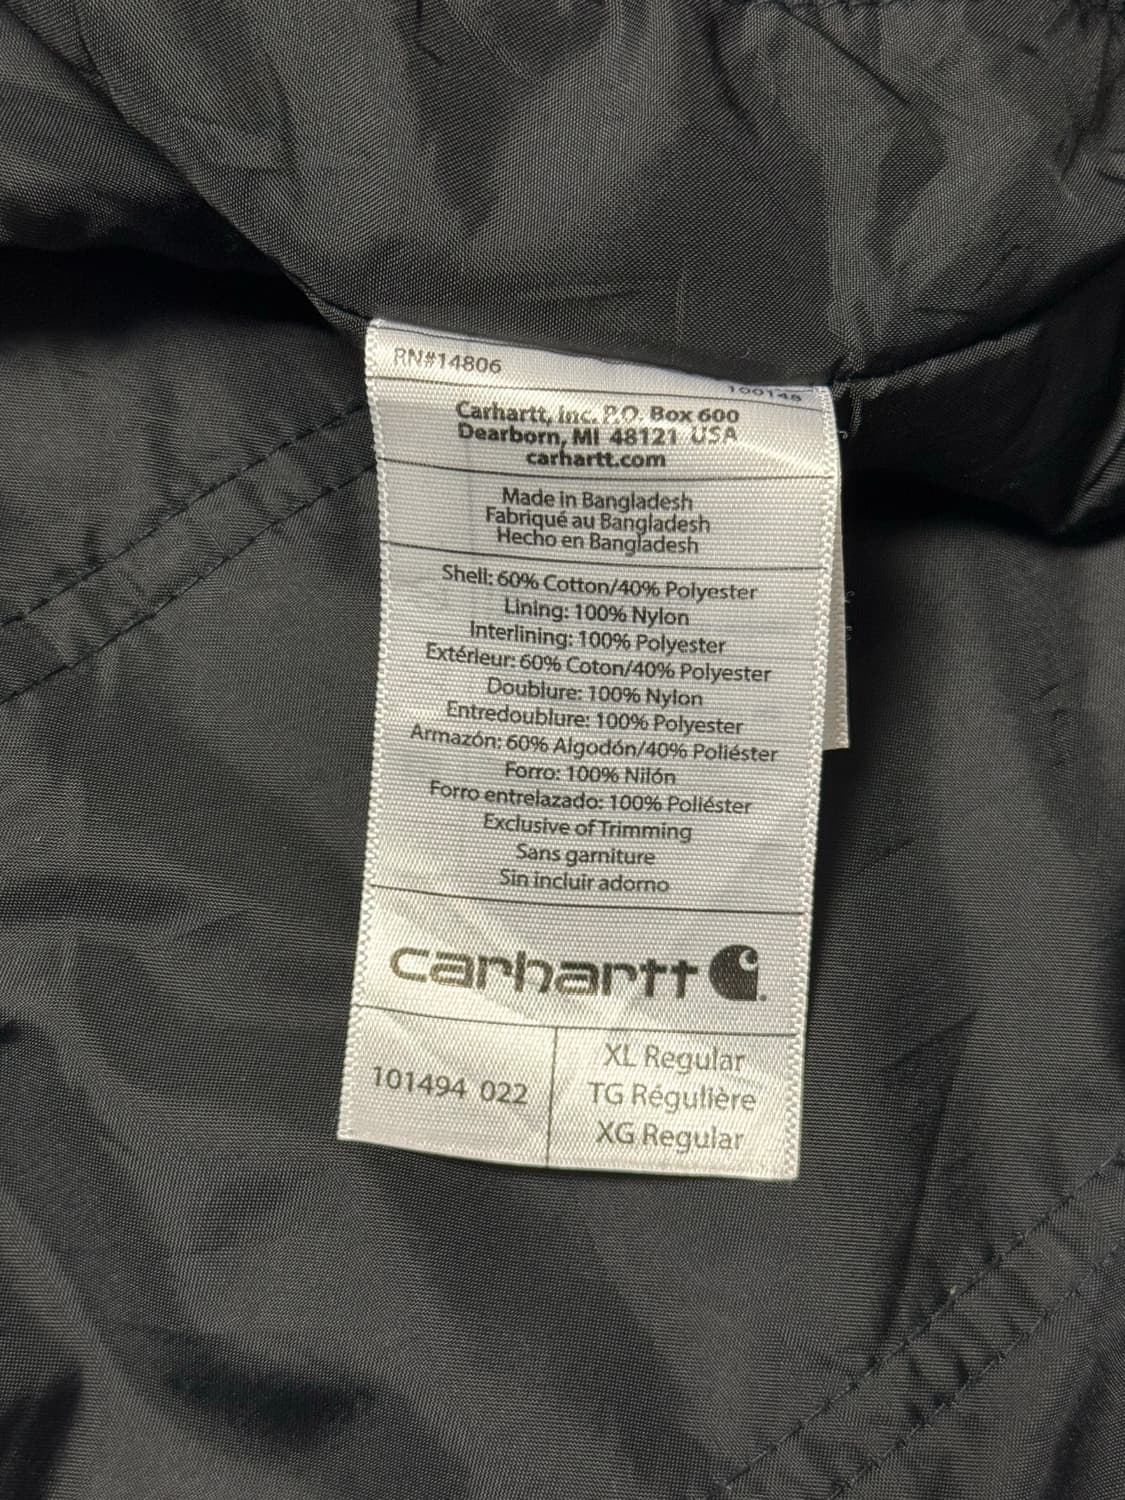 RN#14806
100148
Carhartt, Inc. P.O. Box 600
Dearborn, MI 48121 USA
carhartt.com
Made in Bangladesh
Fabriqué au Bangladesh
Hecho en Bangladesh
Shell: 60% Cotton/40% Polyester
Lining: 100% Nylon
Interlining: 100% Polyester
Extérieur: 60% Coton/40% Polyester
Doublure: 100% Nylon
Entredoublure: 100% Polyester
Armazón: 60% Algodón/40% Poliéster
Forro: 100% Nilón
Forro entrelazado: 100% Poliéster
Exclusive of Trimming
Sans garniture
Sin incluir adorno
carhartt
101494 022
XL Regular
TG Régulière
XG Regular